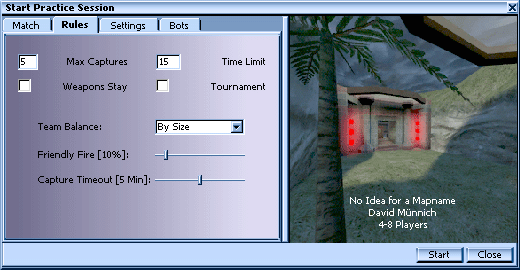 Start Practice Session
Match Rules Settings Bots
5 Max Captures 15 Time Limit
Weapons Stay Tournament
Team Balance: By Size
Friendly Fire [10%]:
Capture Timeout [5 Min]:
No Idea for a Mapname
David Münnich
4-8 Players
Start Close